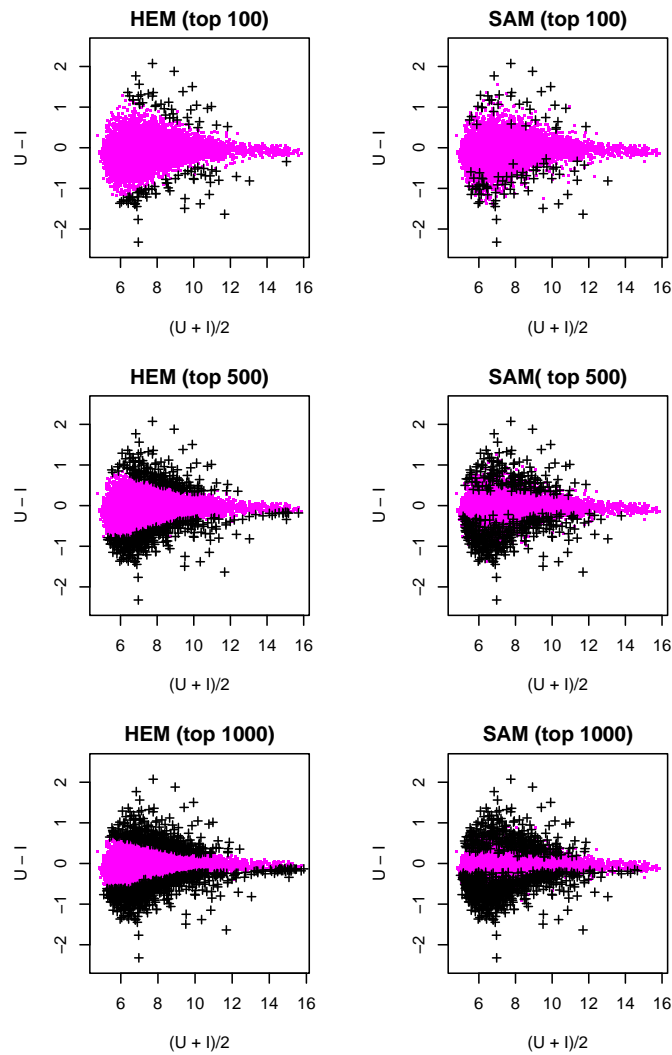 HEM (top 100)
2
1
0
−1
−2
U − I
6 8 10 12 14 16
(U + I)/2
SAM (top 100)
2
1
0
−1
−2
U − I
6 8 10 12 14 16
(U + I)/2
HEM (top 500)
2
1
0
−1
−2
U − I
6 8 10 12 14 16
(U + I)/2
SAM( top 500)
2
1
0
−1
−2
U − I
6 8 10 12 14 16
(U + I)/2
HEM (top 1000)
2
1
0
−1
−2
U − I
6 8 10 12 14 16
(U + I)/2
SAM (top 1000)
2
1
0
−1
−2
U − I
6 8 10 12 14 16
(U + I)/2